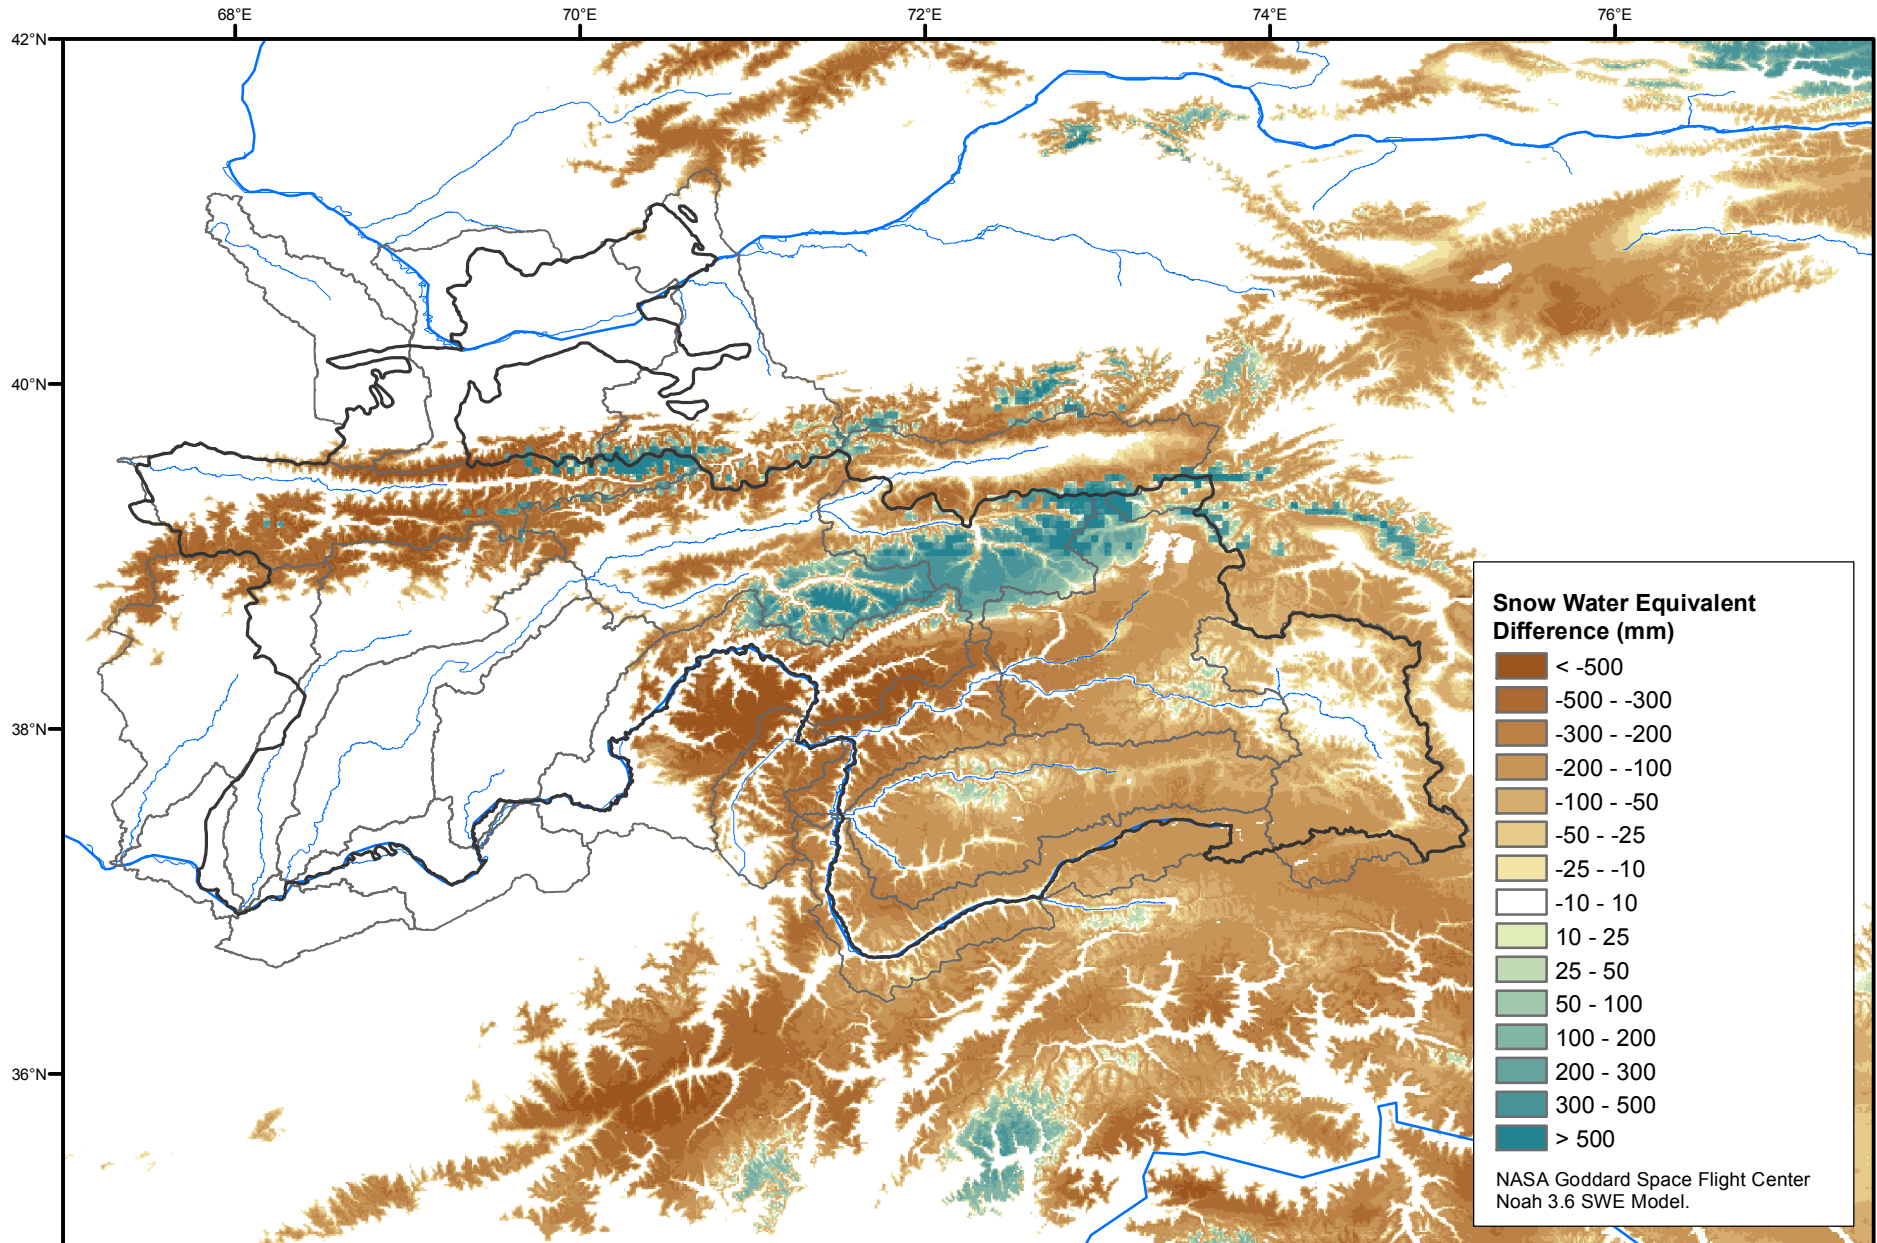 68°E
70°E
72°E
74°E
76°E
42°N
40°N
38°N
36°N
Snow Water Equivalent
Difference (mm)
< -500
-500 - -300
-300 - -200
-200 - -100
-100 - -50
-50 - -25
-25 - -10
-10 - 10
10 - 25
25 - 50
50 - 100
100 - 200
200 - 300
300 - 500
> 500
NASA Goddard Space Flight Center
Noah 3.6 SWE Model.